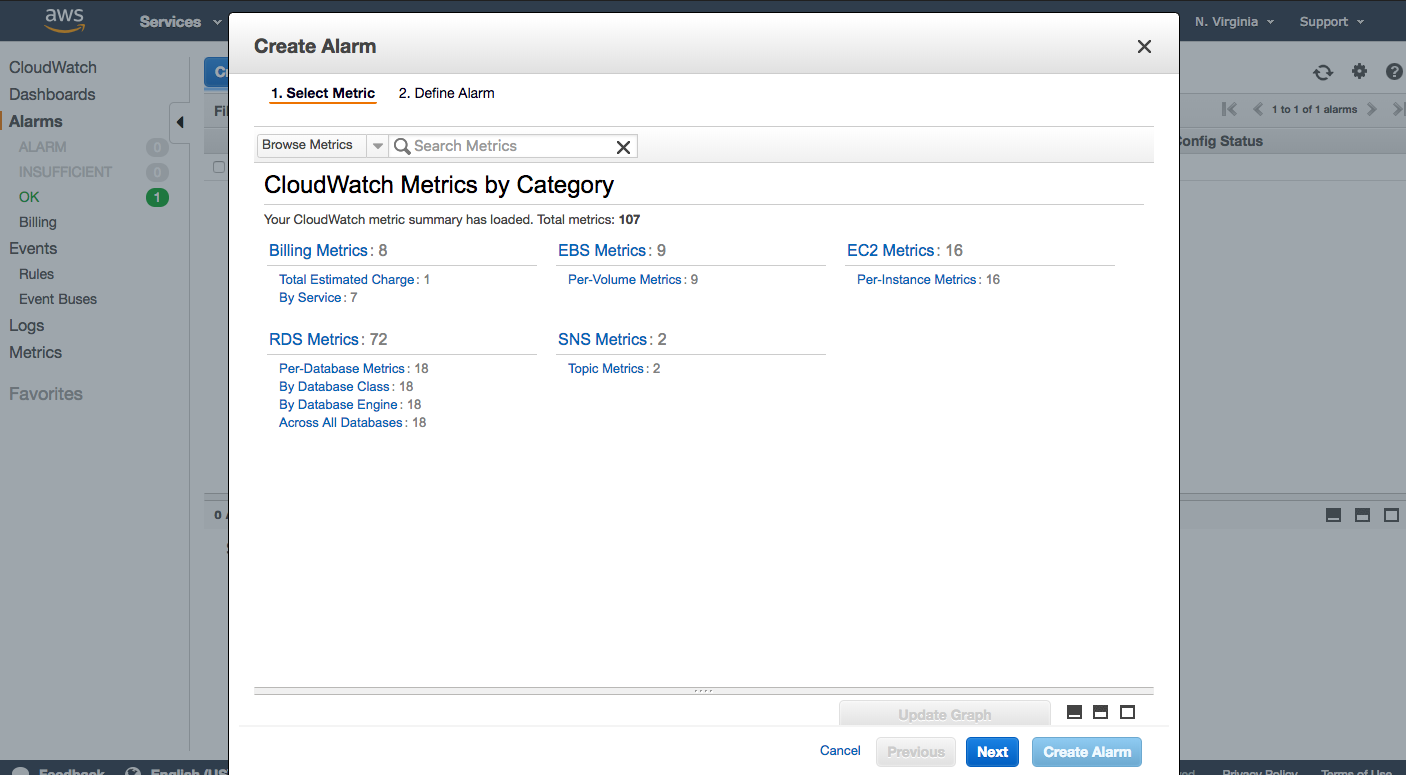 aws
Services
N. Virginia
Support
CloudWatch
Dashboards
Alarms
ALARM 0
INSUFFICIENT 0
OK 1
Billing
Events
Rules
Event Buses
Logs
Metrics
Favorites
1 to 1 of 1 alarms
Config Status
Create Alarm
1. Select Metric
2. Define Alarm
Browse Metrics
Search Metrics
CloudWatch Metrics by Category
Your CloudWatch metric summary has loaded. Total metrics: 107
Billing Metrics : 8
Total Estimated Charge : 1
By Service : 7
EBS Metrics : 9
Per-Volume Metrics : 9
EC2 Metrics : 16
Per-Instance Metrics : 16
RDS Metrics : 72
Per-Database Metrics : 18
By Database Class : 18
By Database Engine : 18
Across All Databases : 18
SNS Metrics : 2
Topic Metrics : 2
0
Update Graph
Cancel
Previous
Next
Create Alarm
Feedback
English (US
Privacy Policy
Terms of Use